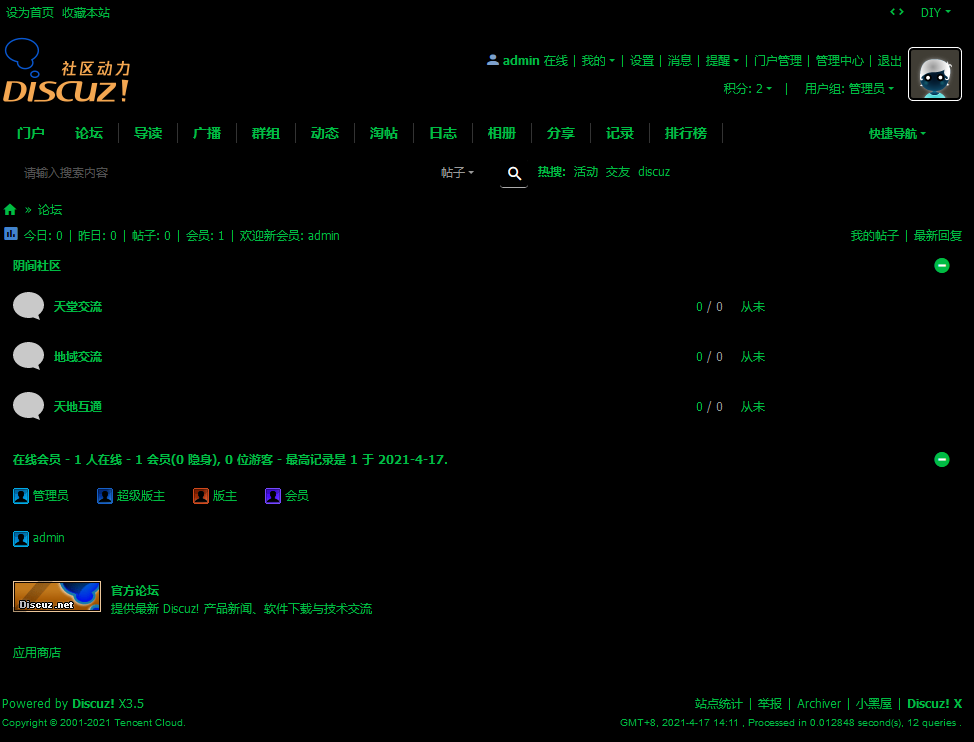 设为首页 收藏本站
DIY
社区动力
DISCUZ!
admin 在线 | 我的 | 设置 | 消息 | 提醒 | 门户管理 | 管理中心 | 退出
积分: 2 | 用户组: 管理员
门户 论坛 导读 广播 群组 动态 淘帖 日志 相册 分享 记录 排行榜 快捷导航
请输入搜索内容 帖子 热搜: 活动 交友 discuz
» 论坛
今日: 0 | 昨日: 0 | 帖子: 0 | 会员: 1 | 欢迎新会员: admin 我的帖子 | 最新回复
阴间社区
天堂交流 0 / 0 从未
地域交流 0 / 0 从未
天地互通 0 / 0 从未
在线会员 - 1 人在线 - 1 会员(0 隐身), 0 位游客 - 最高记录是 1 于 2021-4-17.
管理员 超级版主 版主 会员
admin
Discuz.net
官方论坛
提供最新 Discuz! 产品新闻、软件下载与技术交流
应用商店
Powered by Discuz! X3.5 站点统计 | 举报 | Archiver | 小黑屋 | Discuz! X
Copyright © 2001-2021 Tencent Cloud. GMT+8, 2021-4-17 14:11 , Processed in 0.012848 second(s), 12 queries .